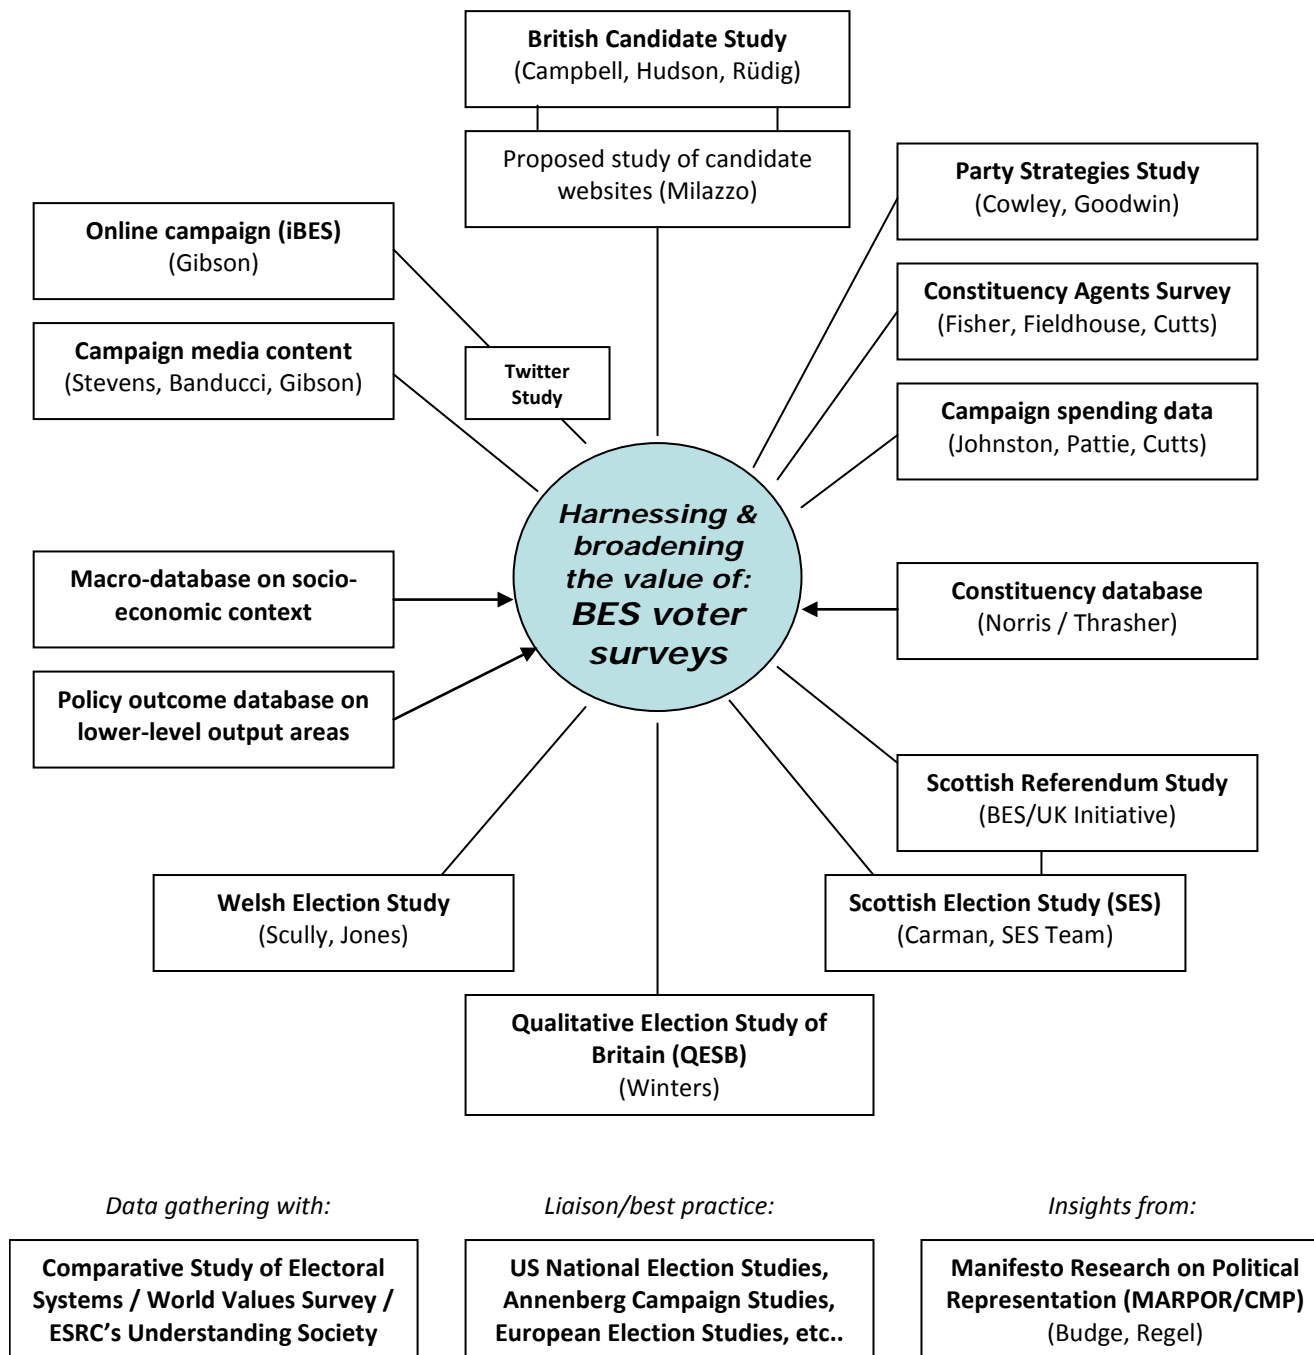 British Candidate Study
(Campbell, Hudson, Rüdig)
Proposed study of candidate
websites (Milazzo)
Party Strategies Study
(Cowley, Goodwin)
Online campaign (iBES)
(Gibson)
Constituency Agents Survey
(Fisher, Fieldhouse, Cutts)
Campaign media content
(Stevens, Banducci, Gibson)
Twitter
Study
Campaign spending data
(Johnston, Pattie, Cutts)
Harnessing &
broadening
the value of:
BES voter
surveys
Macro-database on socio-
economic context
Constituency database
(Norris / Thrasher)
Policy outcome database on
lower-level output areas
Scottish Referendum Study
(BES/UK Initiative)
Welsh Election Study
(Scully, Jones)
Scottish Election Study (SES)
(Carman, SES Team)
Qualitative Election Study of
Britain (QESB)
(Winters)
Data gathering with:
Comparative Study of Electoral
Systems / World Values Survey /
ESRC’s Understanding Society
Liaison/best practice:
US National Election Studies,
Annenberg Campaign Studies,
European Election Studies, etc..
Insights from:
Manifesto Research on Political
Representation (MARPOR/CMP)
(Budge, Regel)